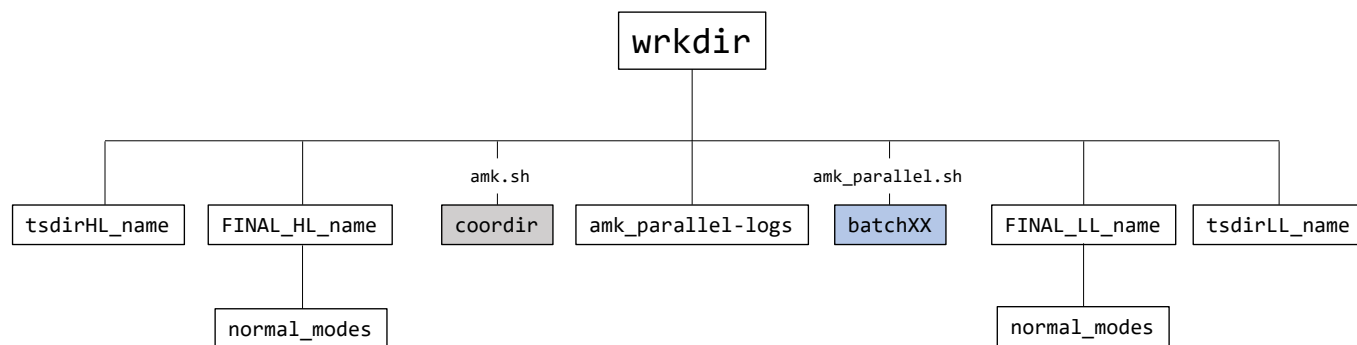 wrkdir
amk.sh
amk_parallel.sh
tsdirHL_name
FINAL_HL_name
coordir
amk_parallel-logs
batchXX
FINAL_LL_name
tsdirLL_name
normal_modes
normal_modes